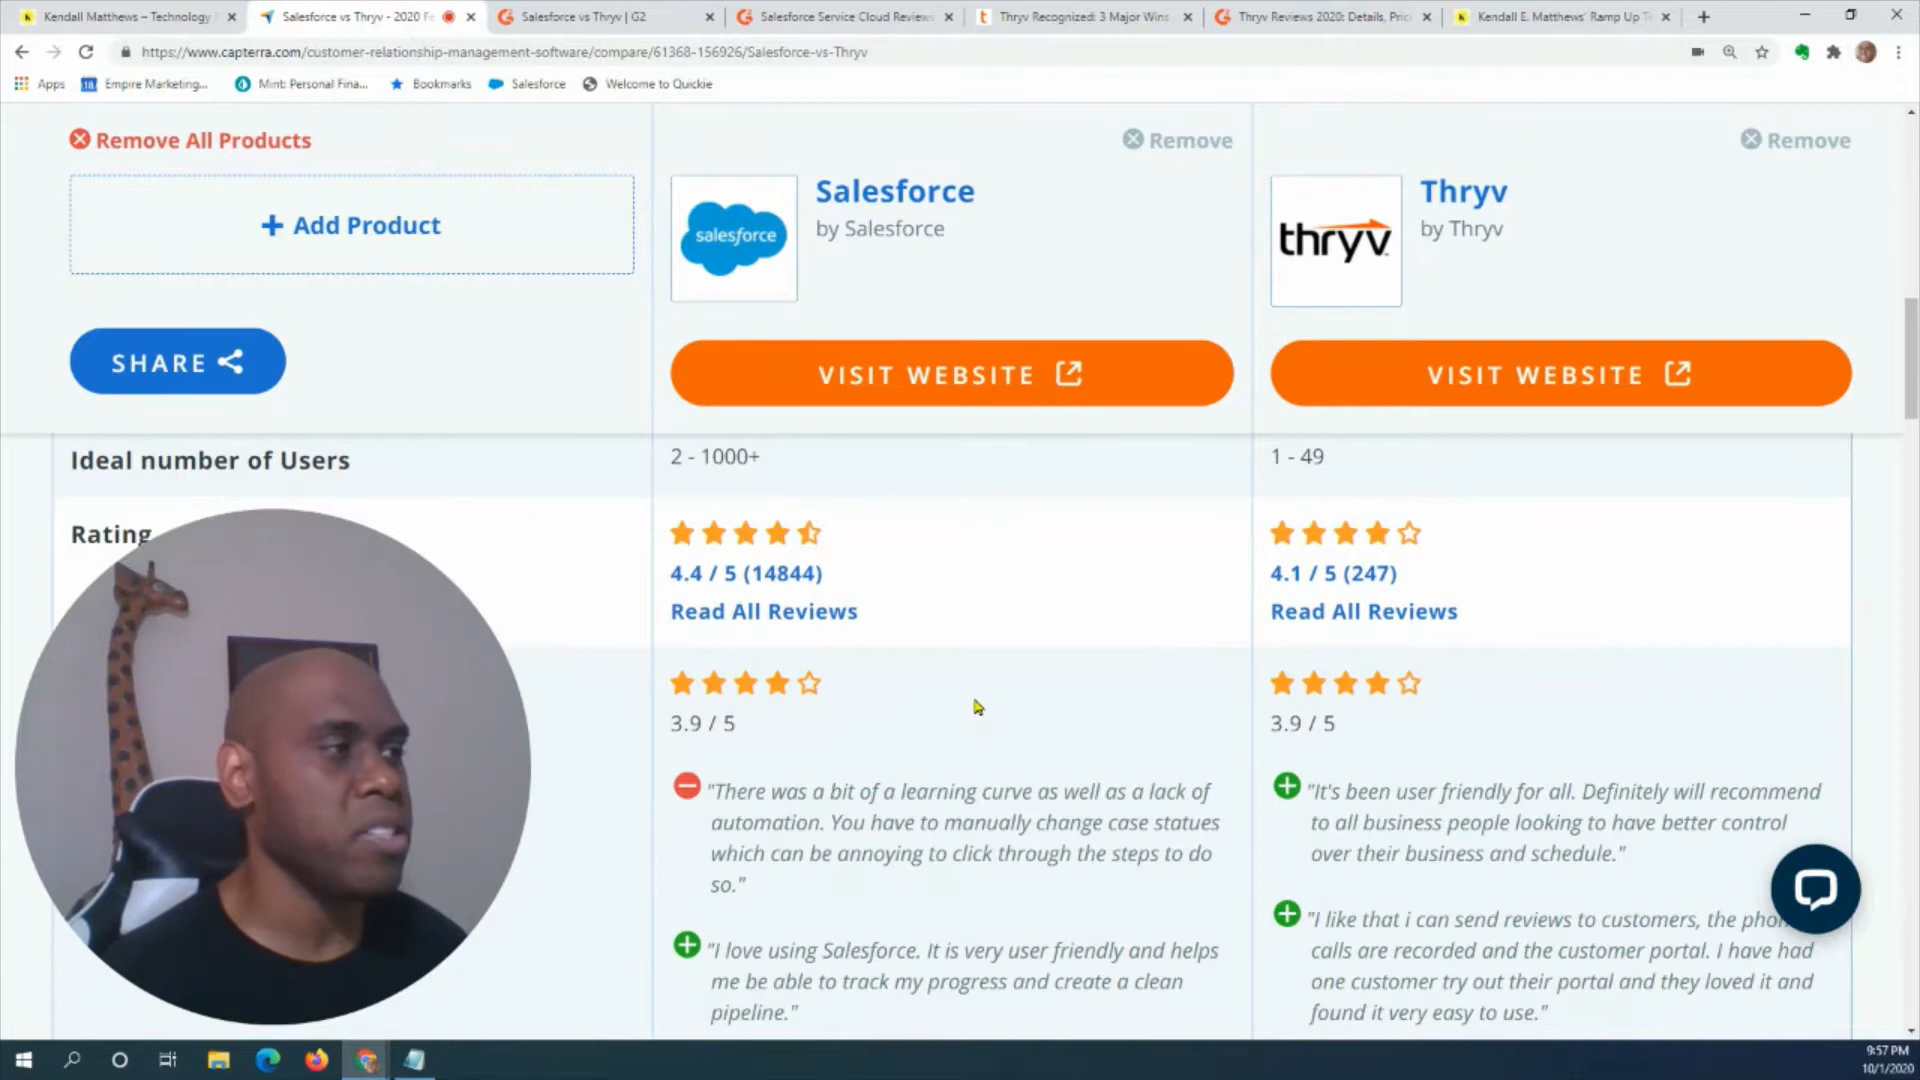 Kendall Matthews – Technology
Salesforce vs Thryv - 2020 Fe
Salesforce vs Thryv | G2
Salesforce Service Cloud Reviews
Thryv Recognized: 3 Major Wins
Thryv Reviews 2020: Details, Pric
Kendall E. Matthews' Ramp Up T
https://www.capterra.com/customer-relationship-management-software/compare/61368-156926/Salesforce-vs-Thryv
Apps
Empire Marketing...
Mint: Personal Fina...
Bookmarks
Salesforce
Welcome to Quickie
Remove All Products
Remove
Remove
+ Add Product
salesforce
Salesforce
by Salesforce
thryv
Thryv
by Thryv
SHARE
VISIT WEBSITE
VISIT WEBSITE
Ideal number of Users
2 - 1000+
1 - 49
Rating
4.4 / 5 (14844)
4.1 / 5 (247)
Read All Reviews
Read All Reviews
3.9 / 5
3.9 / 5
"There was a bit of a learning curve as well as a lack of
automation. You have to manually change case statues
which can be annoying to click through the steps to do
so."
"It's been user friendly for all. Definitely will recommend
to all business people looking to have better control
over their business and schedule."
"I love using Salesforce. It is very user friendly and helps
me be able to track my progress and create a clean
pipeline."
"I like that i can send reviews to customers, the phon
calls are recorded and the customer portal. I have had
one customer try out their portal and they loved it and
found it very easy to use."
9:57 PM
10/1/2020